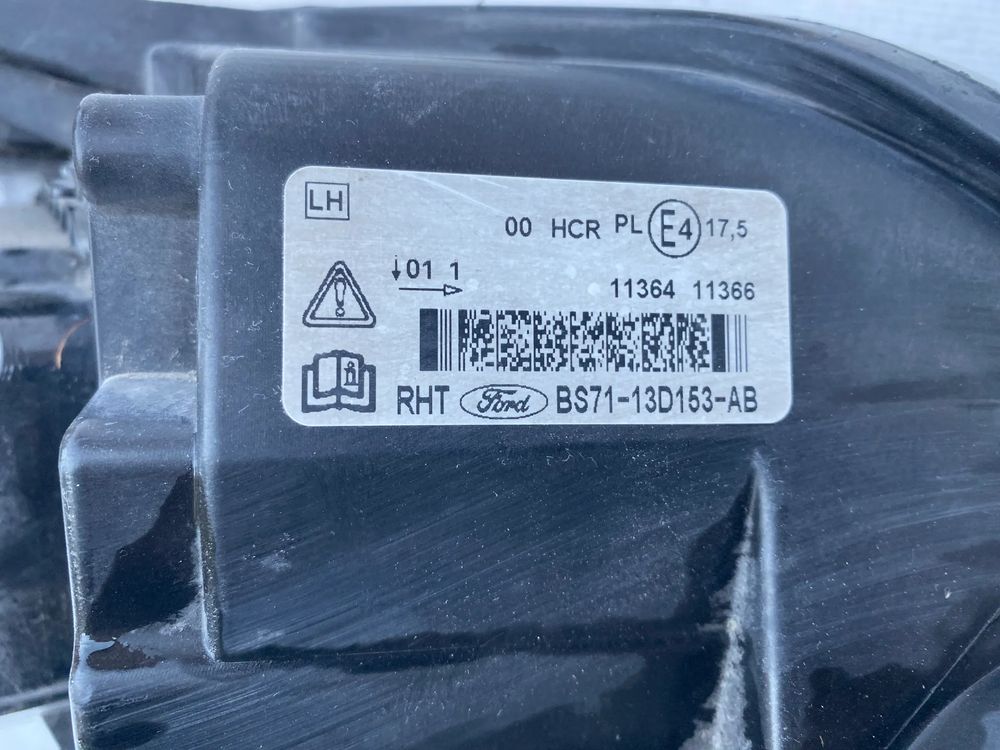 LH
00 HCR PL E4 17,5
↓01 1
→
11364 11366
RHT Ford BS71-13D153-AB